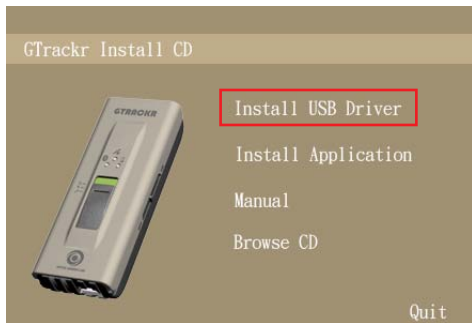 GTrackr Install CD
GTRACKR
Install USB Driver
Install Application
Manual
Browse CD
Quit